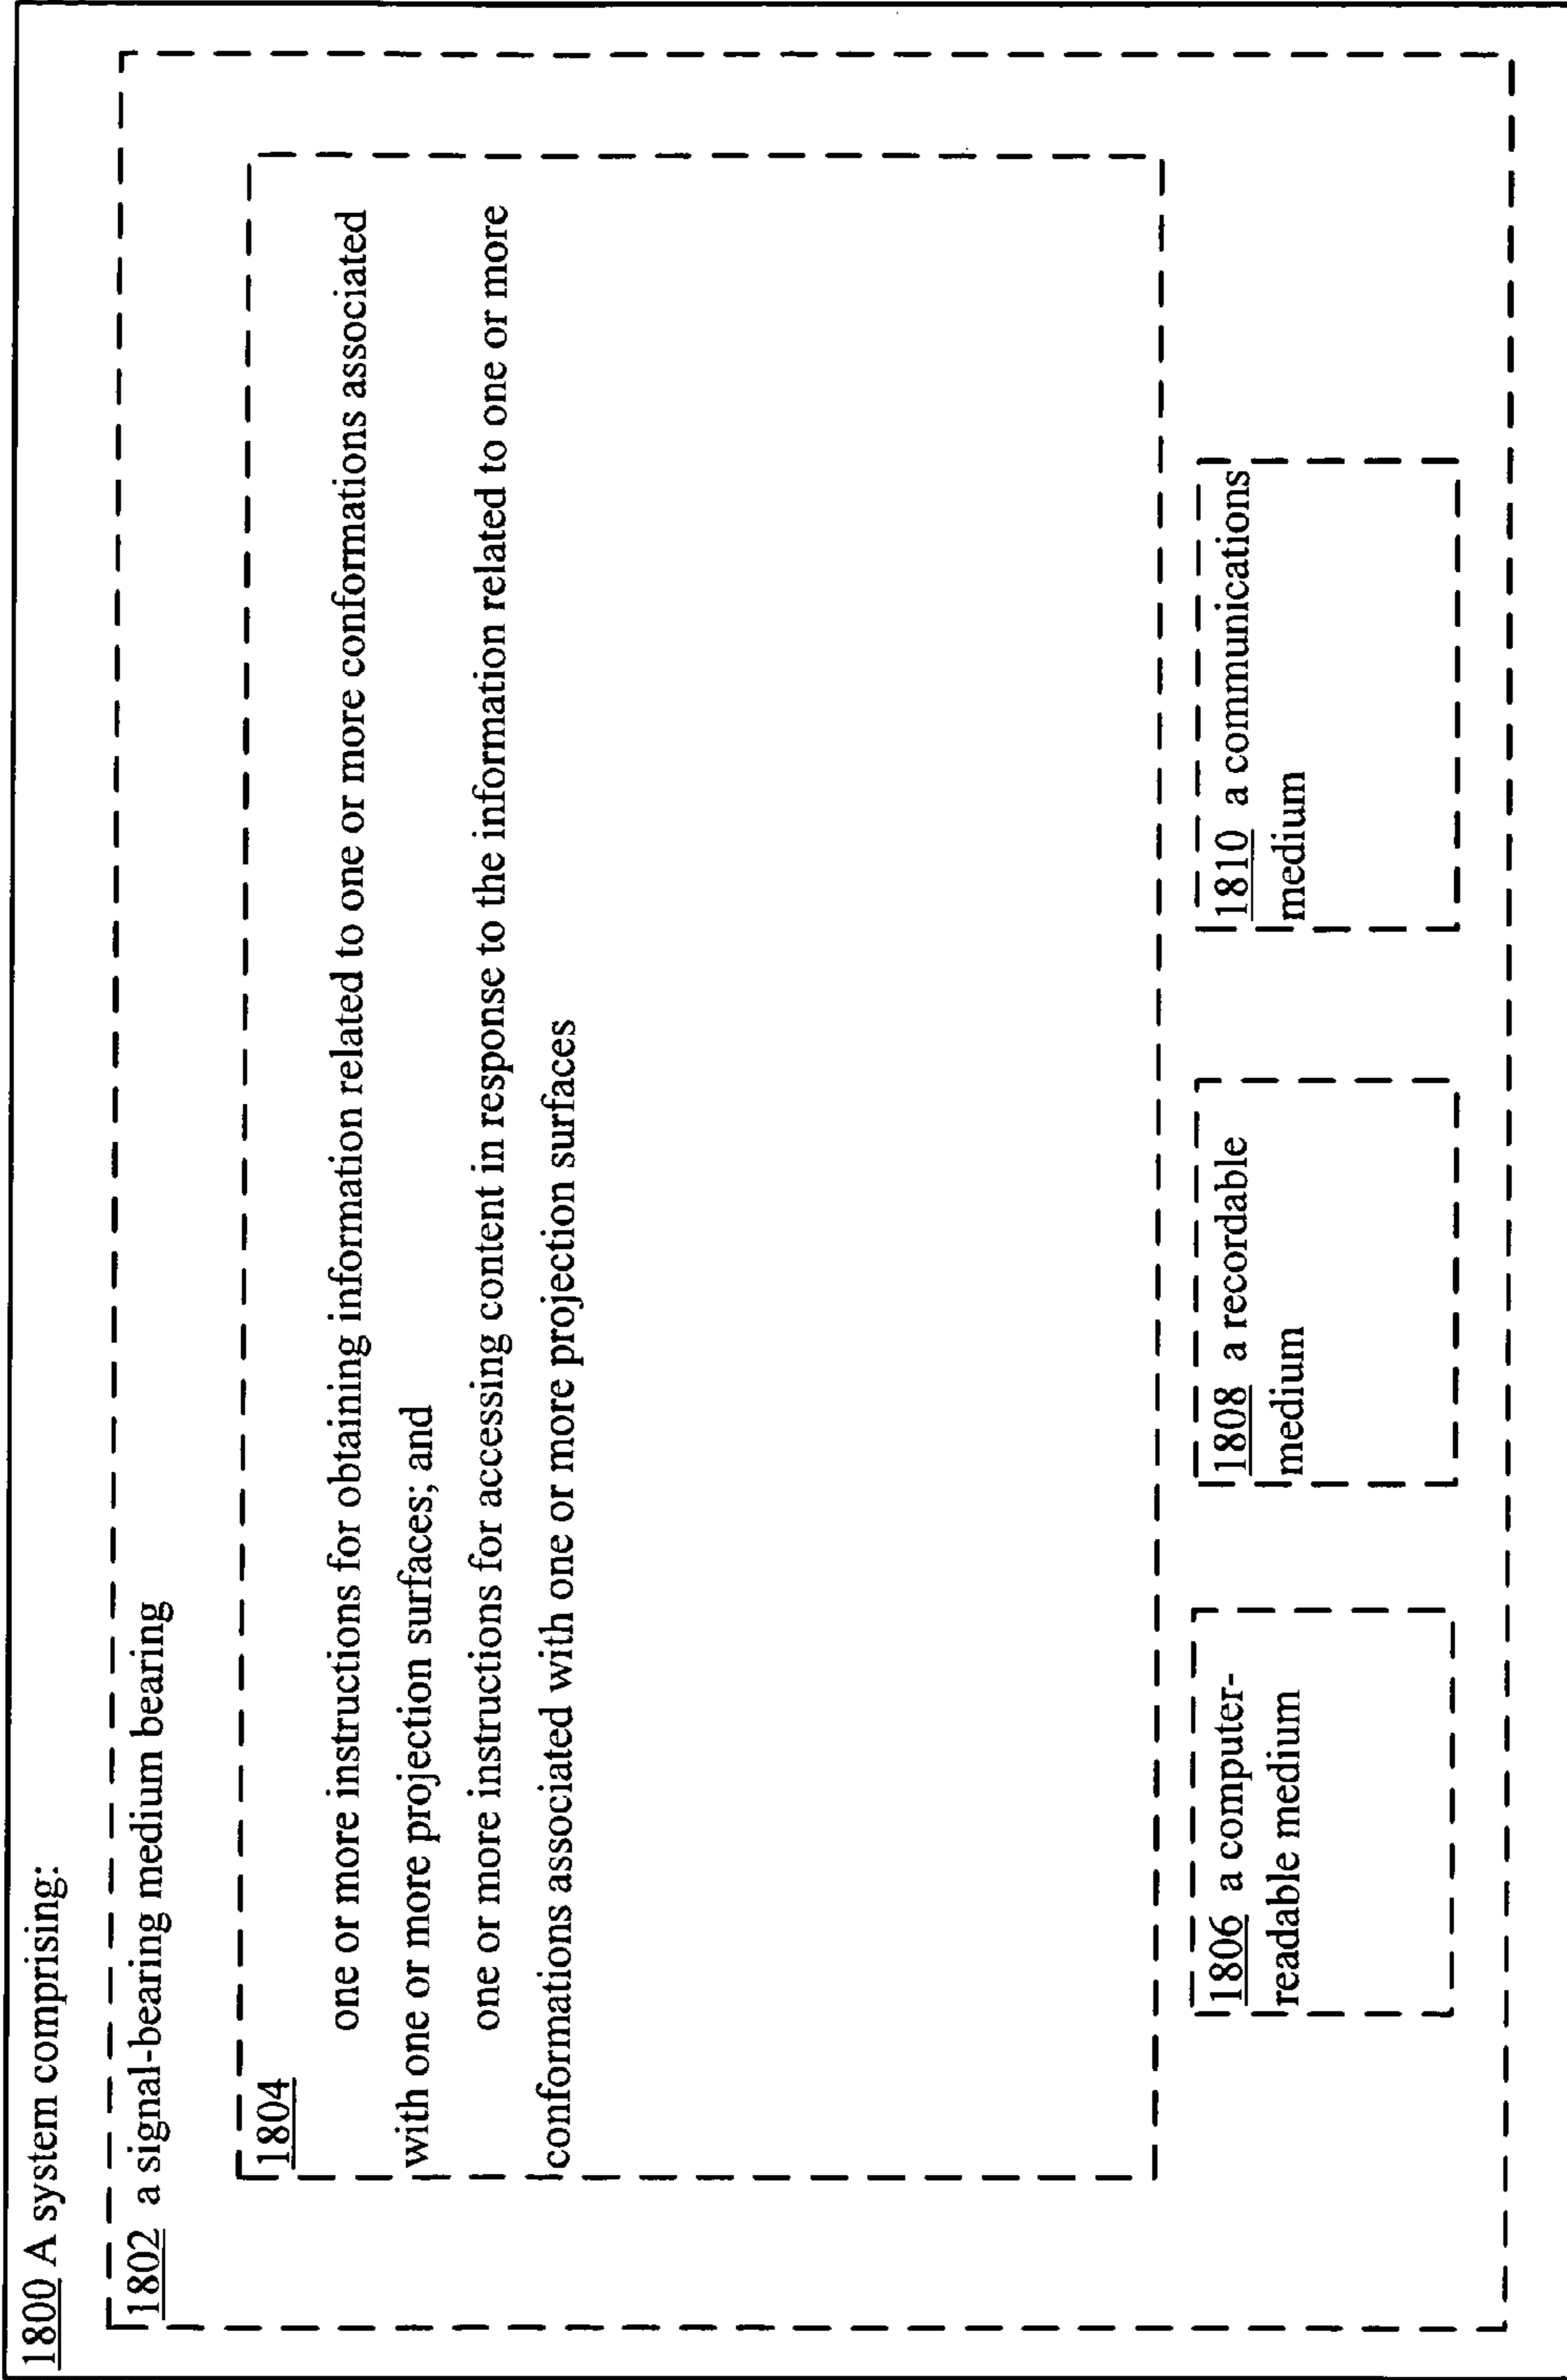 1800 A system comprising:
1802 a signal-bearing medium bearing
1804
one or more instructions for obtaining information related to one or more conformations associated
with one or more projection surfaces; and
one or more instructions for accessing content in response to the information related to one or more
conformations associated with one or more projection surfaces
1806 a computer-
readable medium
1808 a recordable
medium
1810 a communications
medium